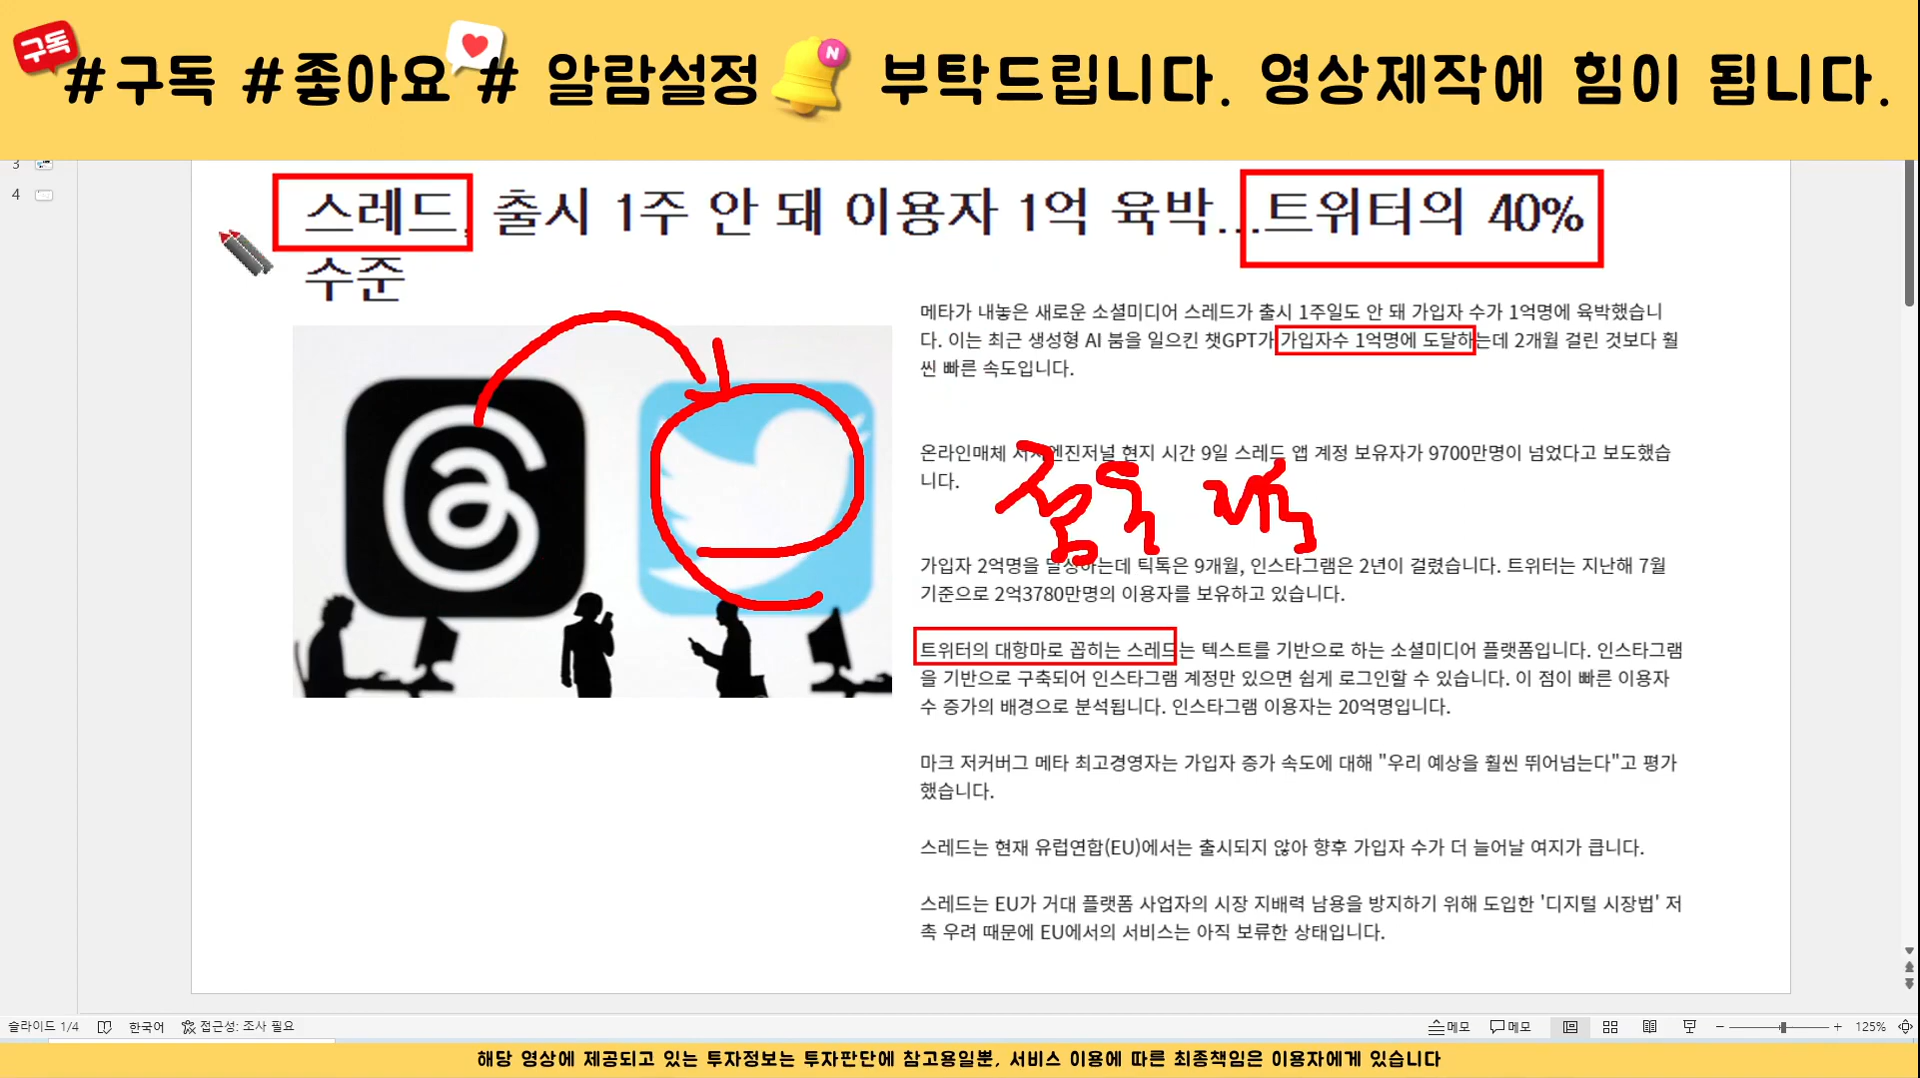 구독
#구독 #좋아요 # 알람설정 N 부탁드립니다. 영상제작에 힘이 됩니다.
3
4
스레드, 출시 1주 안 돼 이용자 1억 육박...트위터의 40%
수준
메타가 내놓은 새로운 소셜미디어 스레드가 출시 1주일도 안 돼 가입자 수가 1억명에 육박했습니
다. 이는 최근 생성형 AI 붐을 일으킨 챗GPT가 가입자수 1억명에 도달하는데 2개월 걸린 것보다 훨
씬 빠른 속도입니다.
온라인매체 서치엔진저널 현지 시간 9일 스레드 앱 계정 보유자가 9700만명이 넘었다고 보도했습
니다.
가입자 2억명을 달성하는데 틱톡은 9개월, 인스타그램은 2년이 걸렸습니다. 트위터는 지난해 7월
기준으로 2억3780만명의 이용자를 보유하고 있습니다.
트위터의 대항마로 꼽히는 스레드는 텍스트를 기반으로 하는 소셜미디어 플랫폼입니다. 인스타그램
을 기반으로 구축되어 인스타그램 계정만 있으면 쉽게 로그인할 수 있습니다. 이 점이 빠른 이용자
수 증가의 배경으로 분석됩니다. 인스타그램 이용자는 20억명입니다.
마크 저커버그 메타 최고경영자는 가입자 증가 속도에 대해 "우리 예상을 훨씬 뛰어넘는다"고 평가
했습니다.
스레드는 현재 유럽연합(EU)에서는 출시되지 않아 향후 가입자 수가 더 늘어날 여지가 큽니다.
스레드는 EU가 거대 플랫폼 사업자의 시장 지배력 남용을 방지하기 위해 도입한 '디지털 시장법' 저
촉 우려 때문에 EU에서의 서비스는 아직 보류한 상태입니다.
슬라이드 1/4 한국어 접근성: 조사 필요 메모 메모 125%
해당 영상에 제공되고 있는 투자정보는 투자판단에 참고용일뿐, 서비스 이용에 따른 최종책임은 이용자에게 있습니다